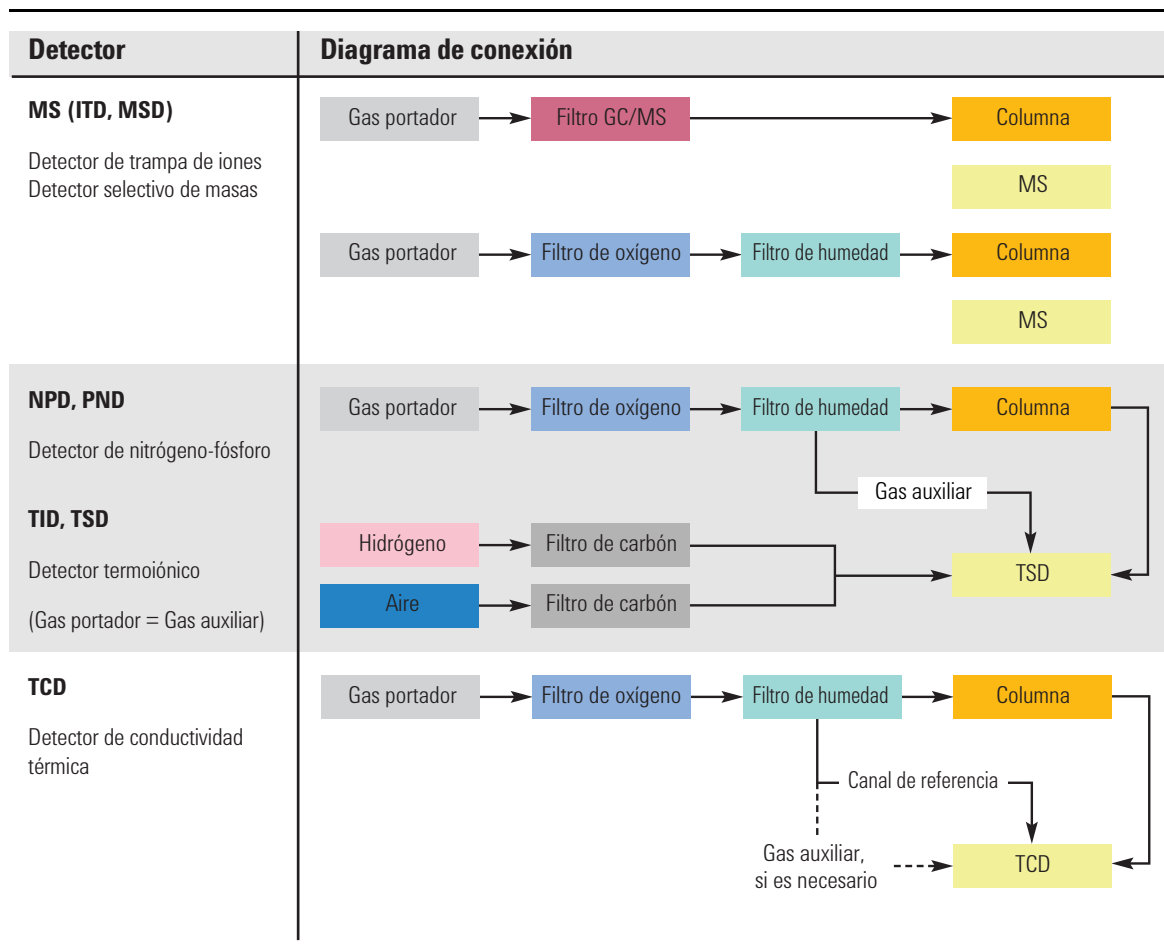 Detector
Diagrama de conexión
MS (ITD, MSD)
Detector de trampa de iones
Detector selectivo de masas
Gas portador
Filtro GC/MS
Columna
MS
Gas portador
Filtro de oxígeno
Filtro de humedad
Columna
MS
NPD, PND
Detector de nitrógeno-fósforo
TID, TSD
Detector termoiónico
(Gas portador = Gas auxiliar)
Gas portador
Filtro de oxígeno
Filtro de humedad
Columna
Gas auxiliar
Hidrógeno
Filtro de carbón
TSD
Aire
Filtro de carbón
TCD
Detector de conductividad
térmica
Gas portador
Filtro de oxígeno
Filtro de humedad
Columna
Canal de referencia
Gas auxiliar,
si es necesario
TCD